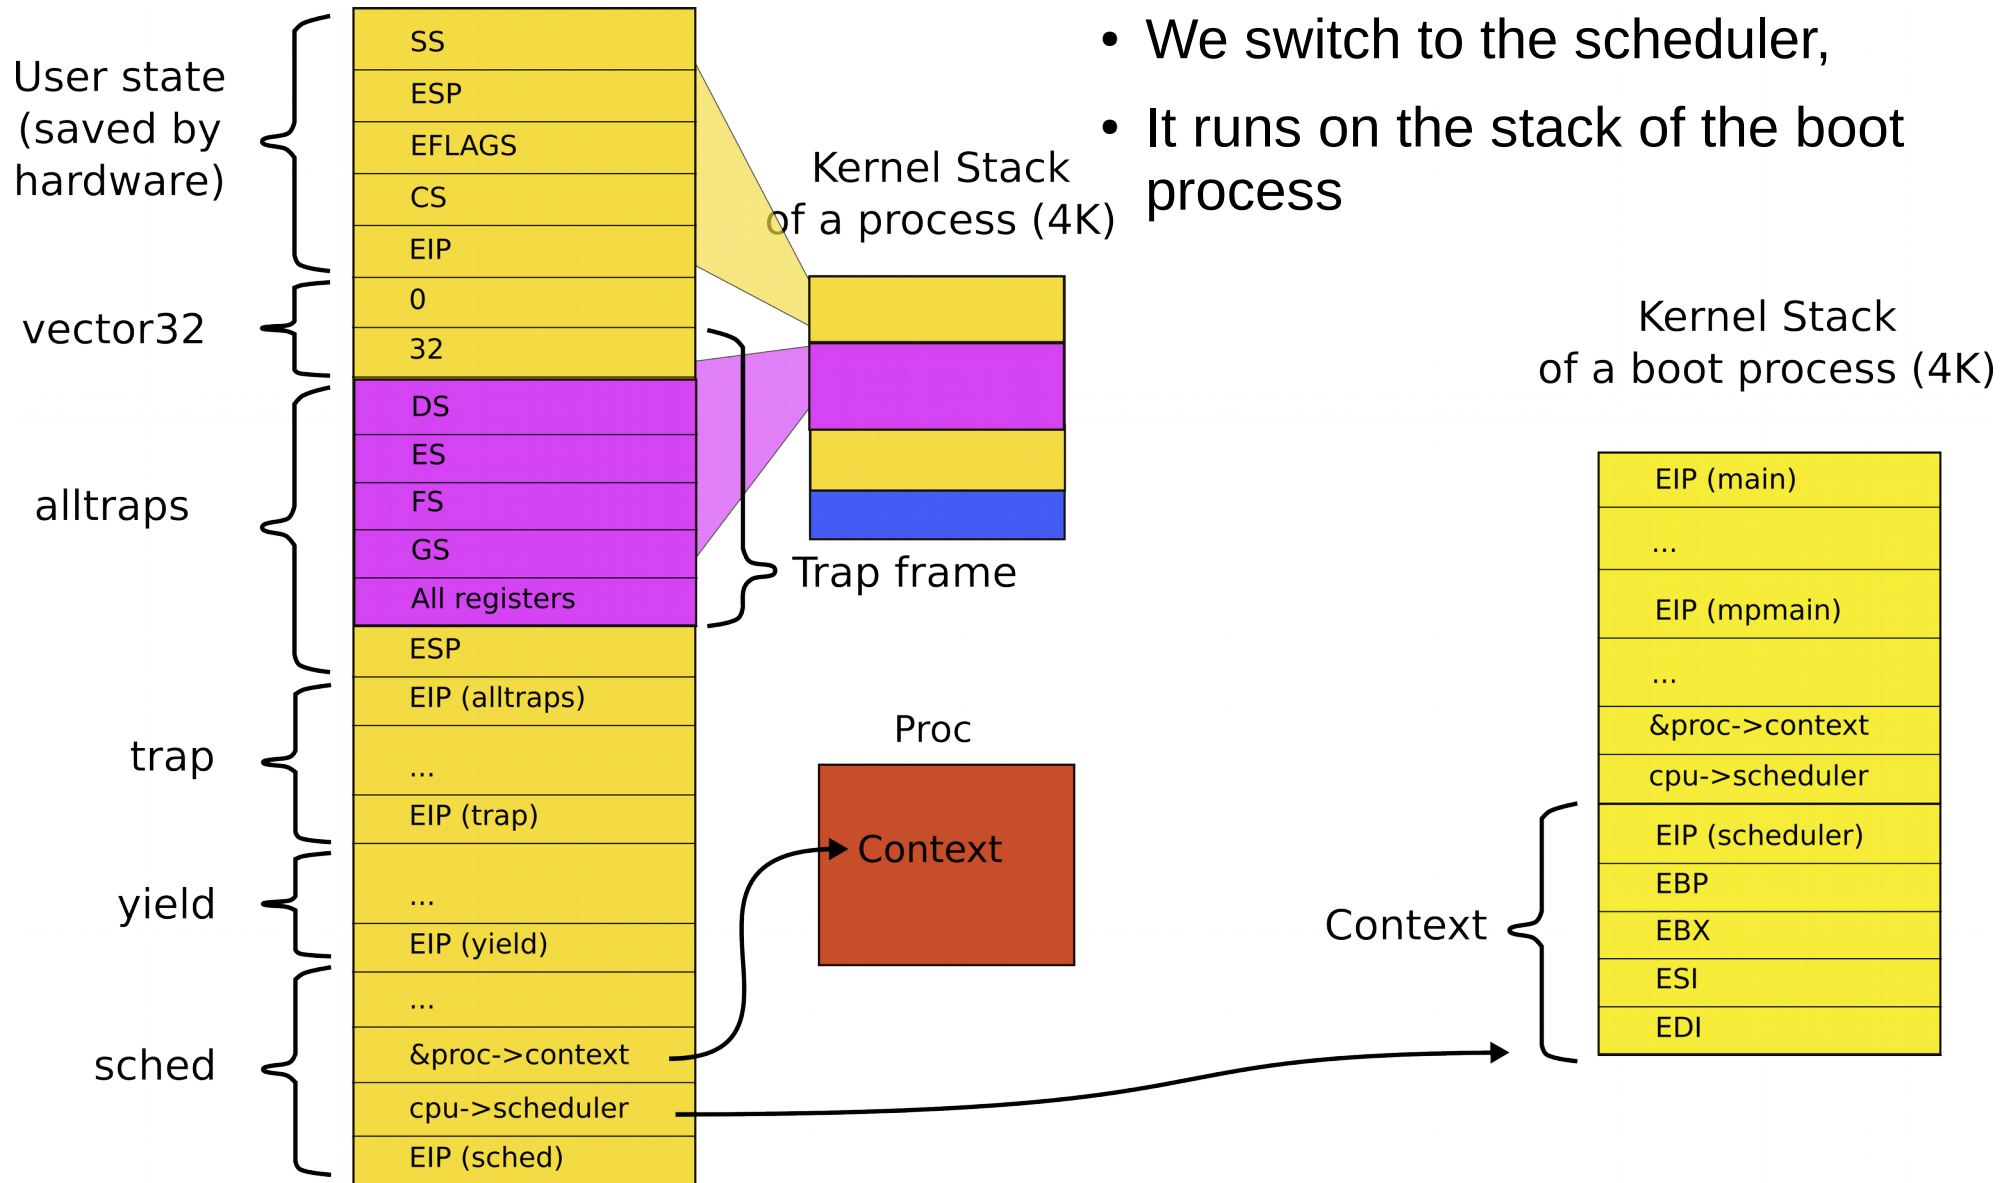 • We switch to the scheduler,
• It runs on the stack of the boot
process
User state
(saved by
hardware)
vector32
alltraps
trap
yield
sched
SS
ESP
EFLAGS
CS
EIP
0
32
DS
ES
FS
GS
All registers
ESP
EIP (alltraps)
...
EIP (trap)
...
EIP (yield)
...
&proc->context
cpu->scheduler
EIP (sched)
Kernel Stack
of a process (4K)
Trap frame
Proc
Context
Kernel Stack
of a boot process (4K)
EIP (main)
...
EIP (mpmain)
...
&proc->context
cpu->scheduler
EIP (scheduler)
EBP
EBX
ESI
EDI
Context